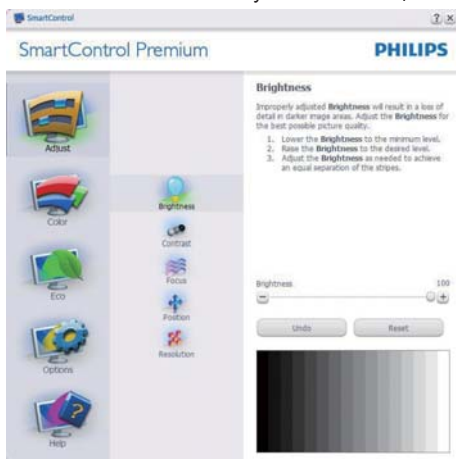 SmartControl
SmartControl Premium
PHILIPS
Adjust
Color
Eco
Options
Help
Brightness
Contrast
Focus
Position
Resolution
Brightness
Improperly adjusted Brightness will result in a loss of
detail in darker image areas. Adjust the Brightness for
the best possible picture quality.
1. Lower the Brightness to the minimum level.
2. Raise the Brightness to the desired level.
3. Adjust the Brightness as needed to achieve
an equal separation of the stripes.
Brightness 100
Undo Reset